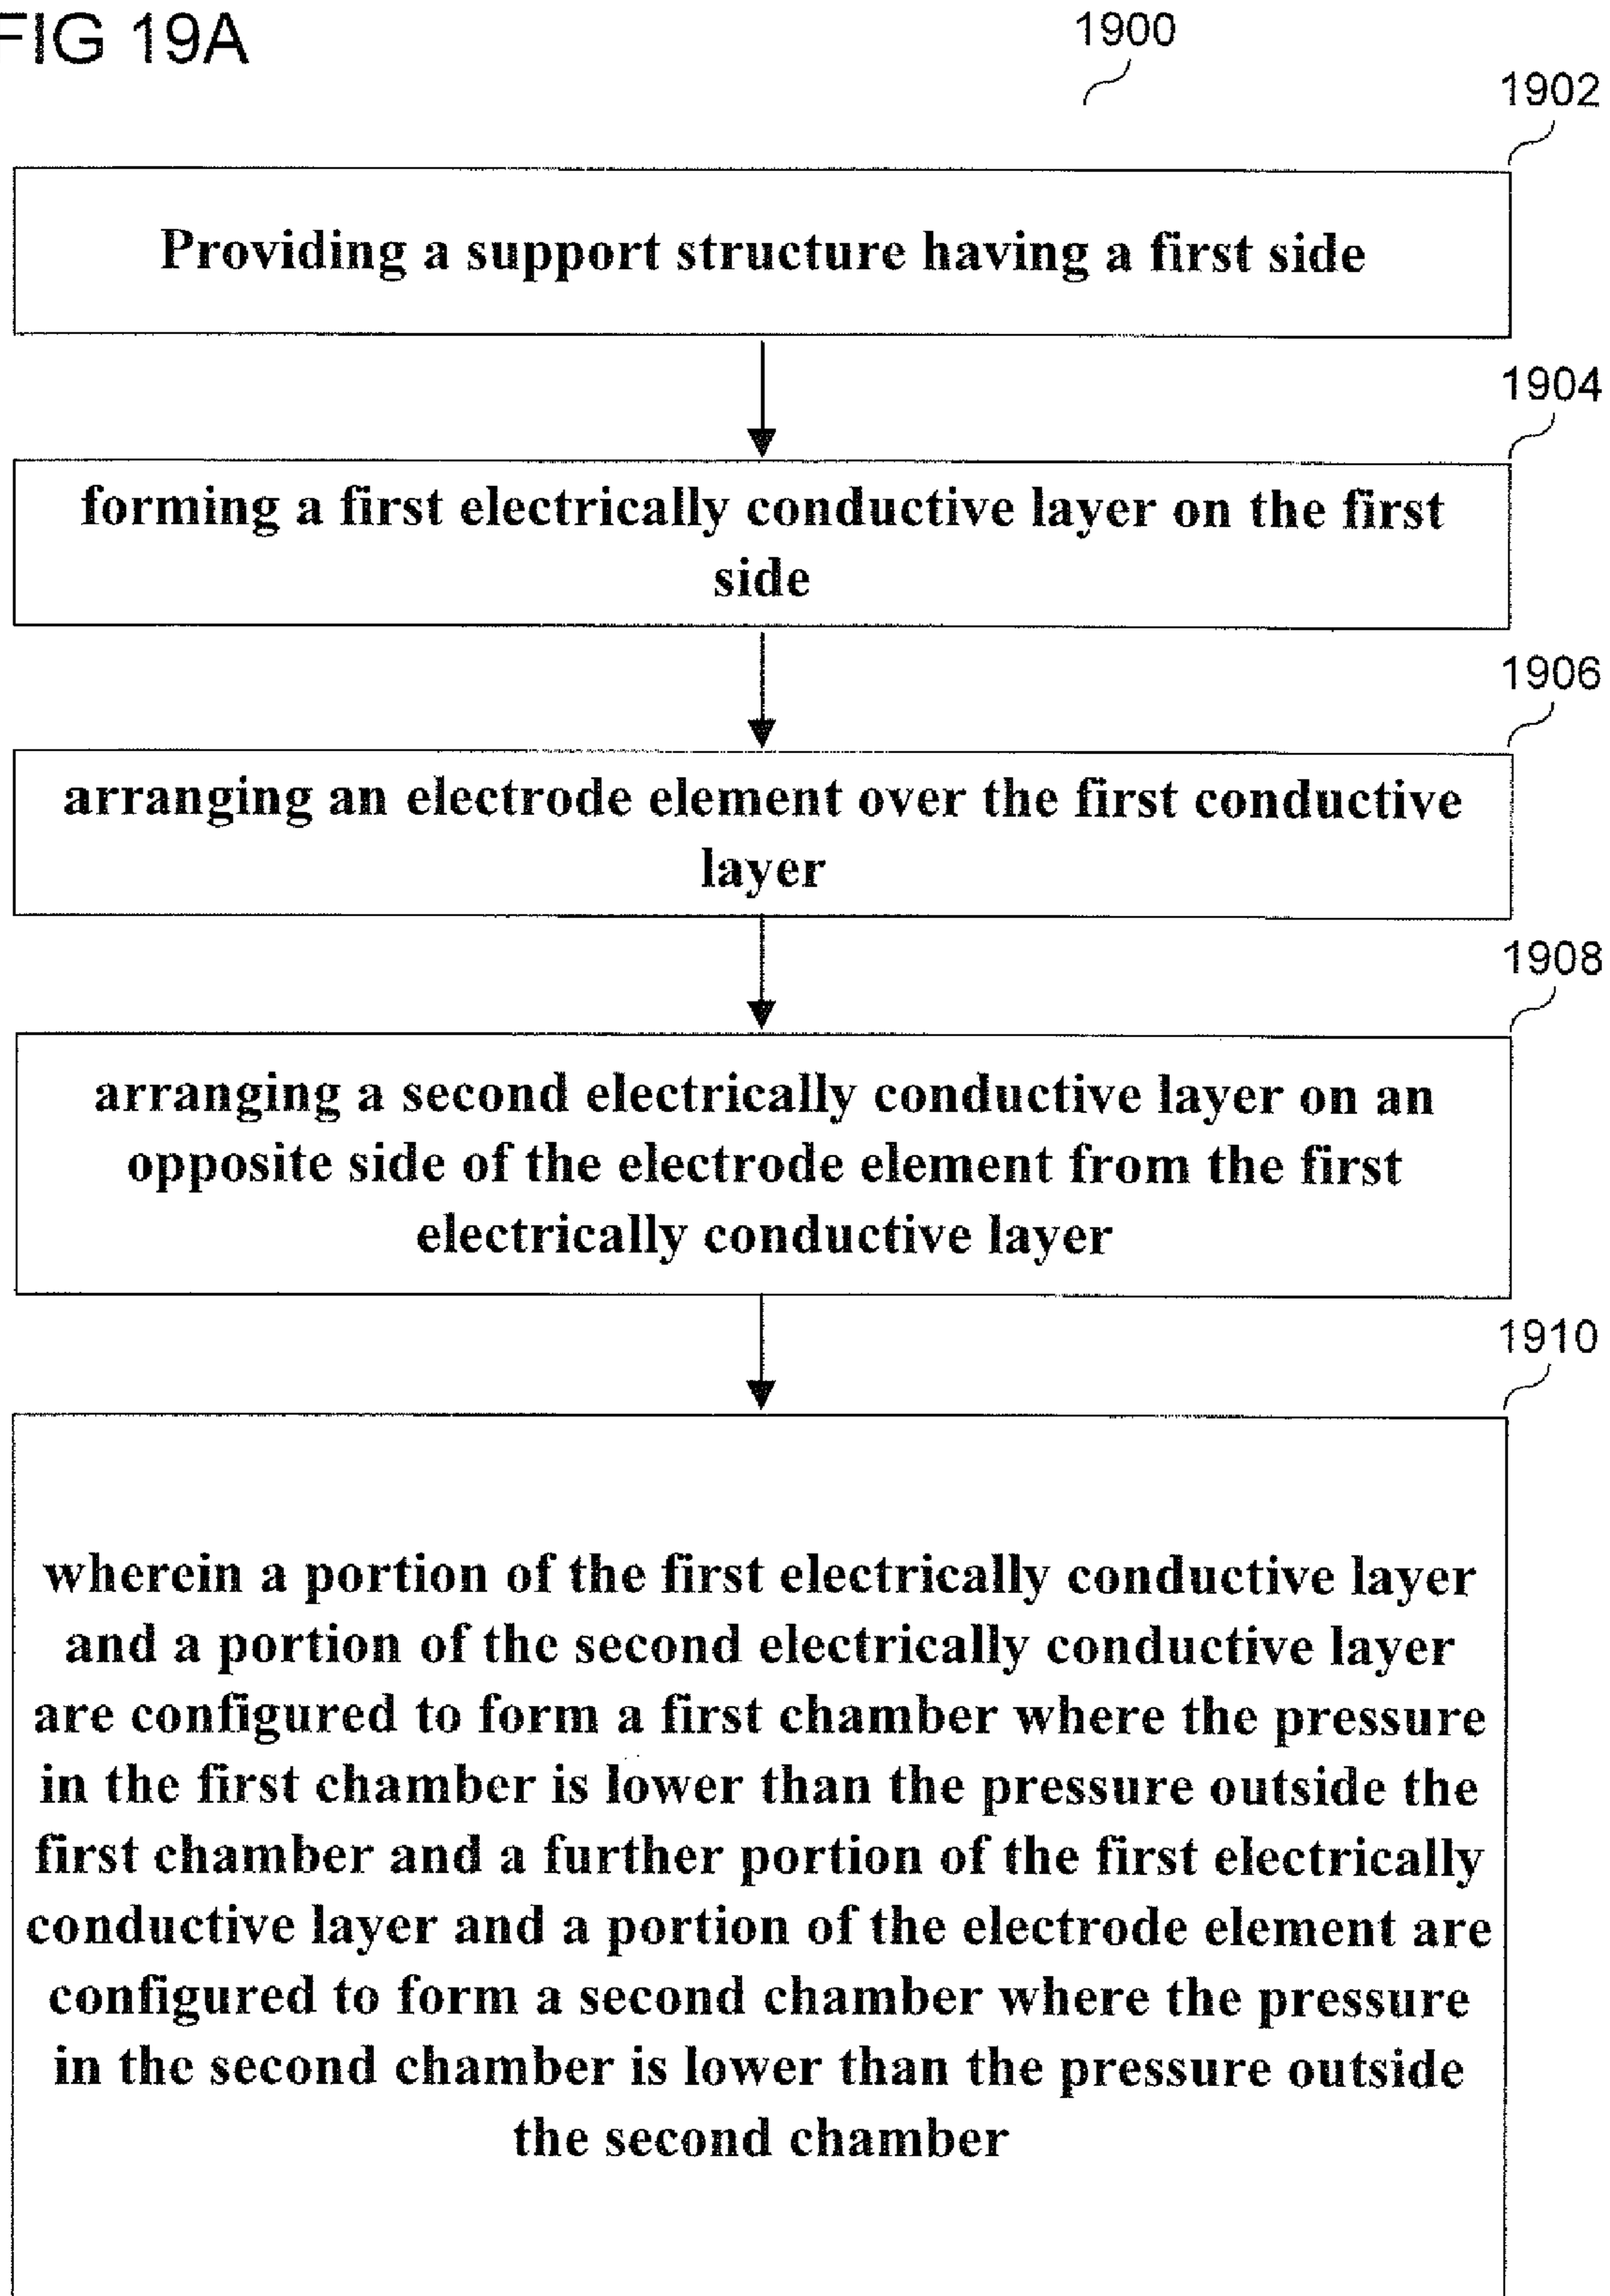 FIG 19A
1900
1902
Providing a support structure having a first side
1904
forming a first electrically conductive layer on the first
side
1906
arranging an electrode element over the first conductive
layer
1908
arranging a second electrically conductive layer on an
opposite side of the electrode element from the first
electrically conductive layer
1910
wherein a portion of the first electrically conductive layer
and a portion of the second electrically conductive layer
are configured to form a first chamber where the pressure
in the first chamber is lower than the pressure outside the
first chamber and a further portion of the first electrically
conductive layer and a portion of the electrode element are
configured to form a second chamber where the pressure
in the second chamber is lower than the pressure outside
the second chamber